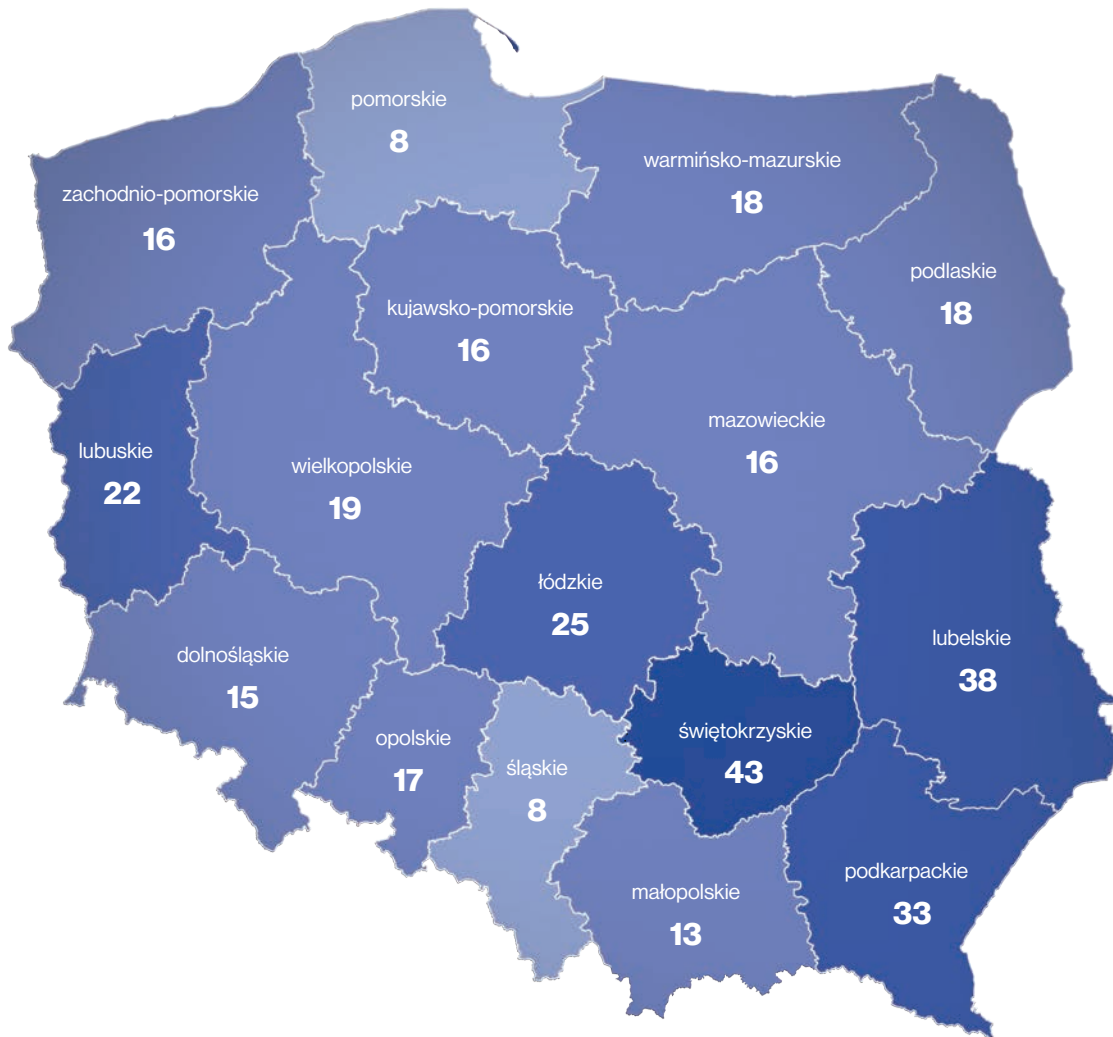 pomorskie
8
warmińsko-mazurskie
18
zachodnio-pomorskie
16
podlaskie
18
kujawsko-pomorskie
16
mazowieckie
16
lubuskie
22
wielkopolskie
19
łódzkie
25
lubelskie
38
dolnośląskie
15
świętokrzyskie
43
opolskie
17
śląskie
8
podkarpackie
33
małopolskie
13